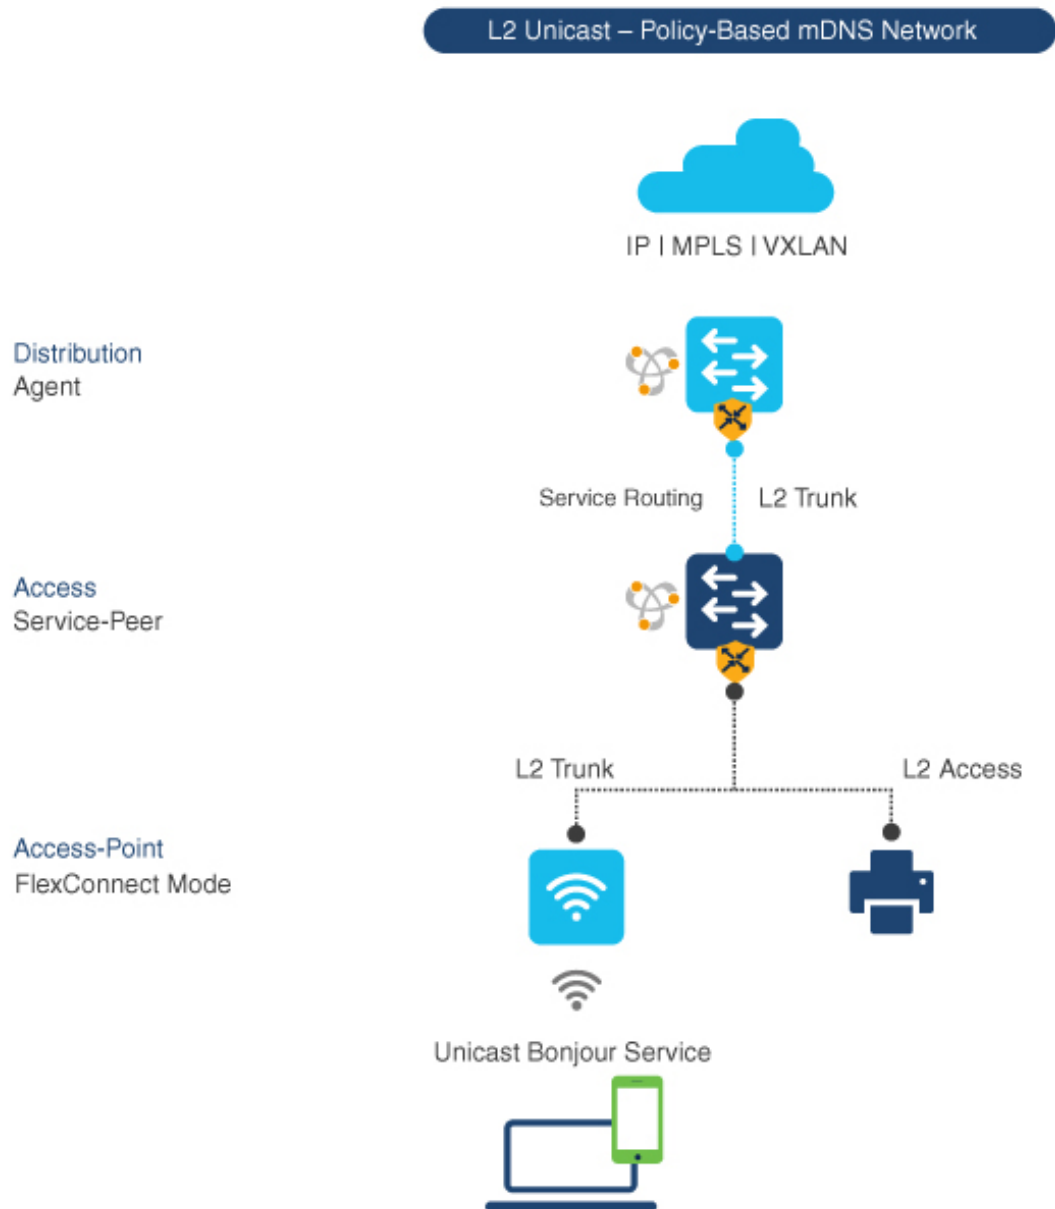 L2 Unicast – Policy-Based mDNS Network
IP | MPLS | VXLAN
Distribution
Agent
Service Routing
L2 Trunk
Access
Service-Peer
L2 Trunk
L2 Access
Access-Point
FlexConnect Mode
Unicast Bonjour Service